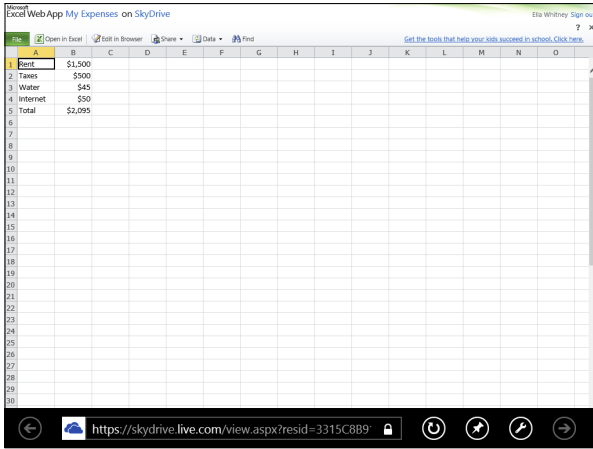 Microsoft
Excel Web App My Expenses on SkyDrive Ella Whitney Sign ou
? ×
File Open in Excel Edit in Browser Share Data Find Get the tools that help your kids succeed in school. Click here.
A B C D E F G H I J K L M N O
1 Rent $1,500
2 Taxes $500
3 Water $45
4 Internet $50
5 Total $2,095
6
7
8
9
10
11
12
13
14
15
16
17
18
19
20
21
22
23
24
25
26
27
28
29
30
https://skydrive.live.com/view.aspx?resid=3315C8B9